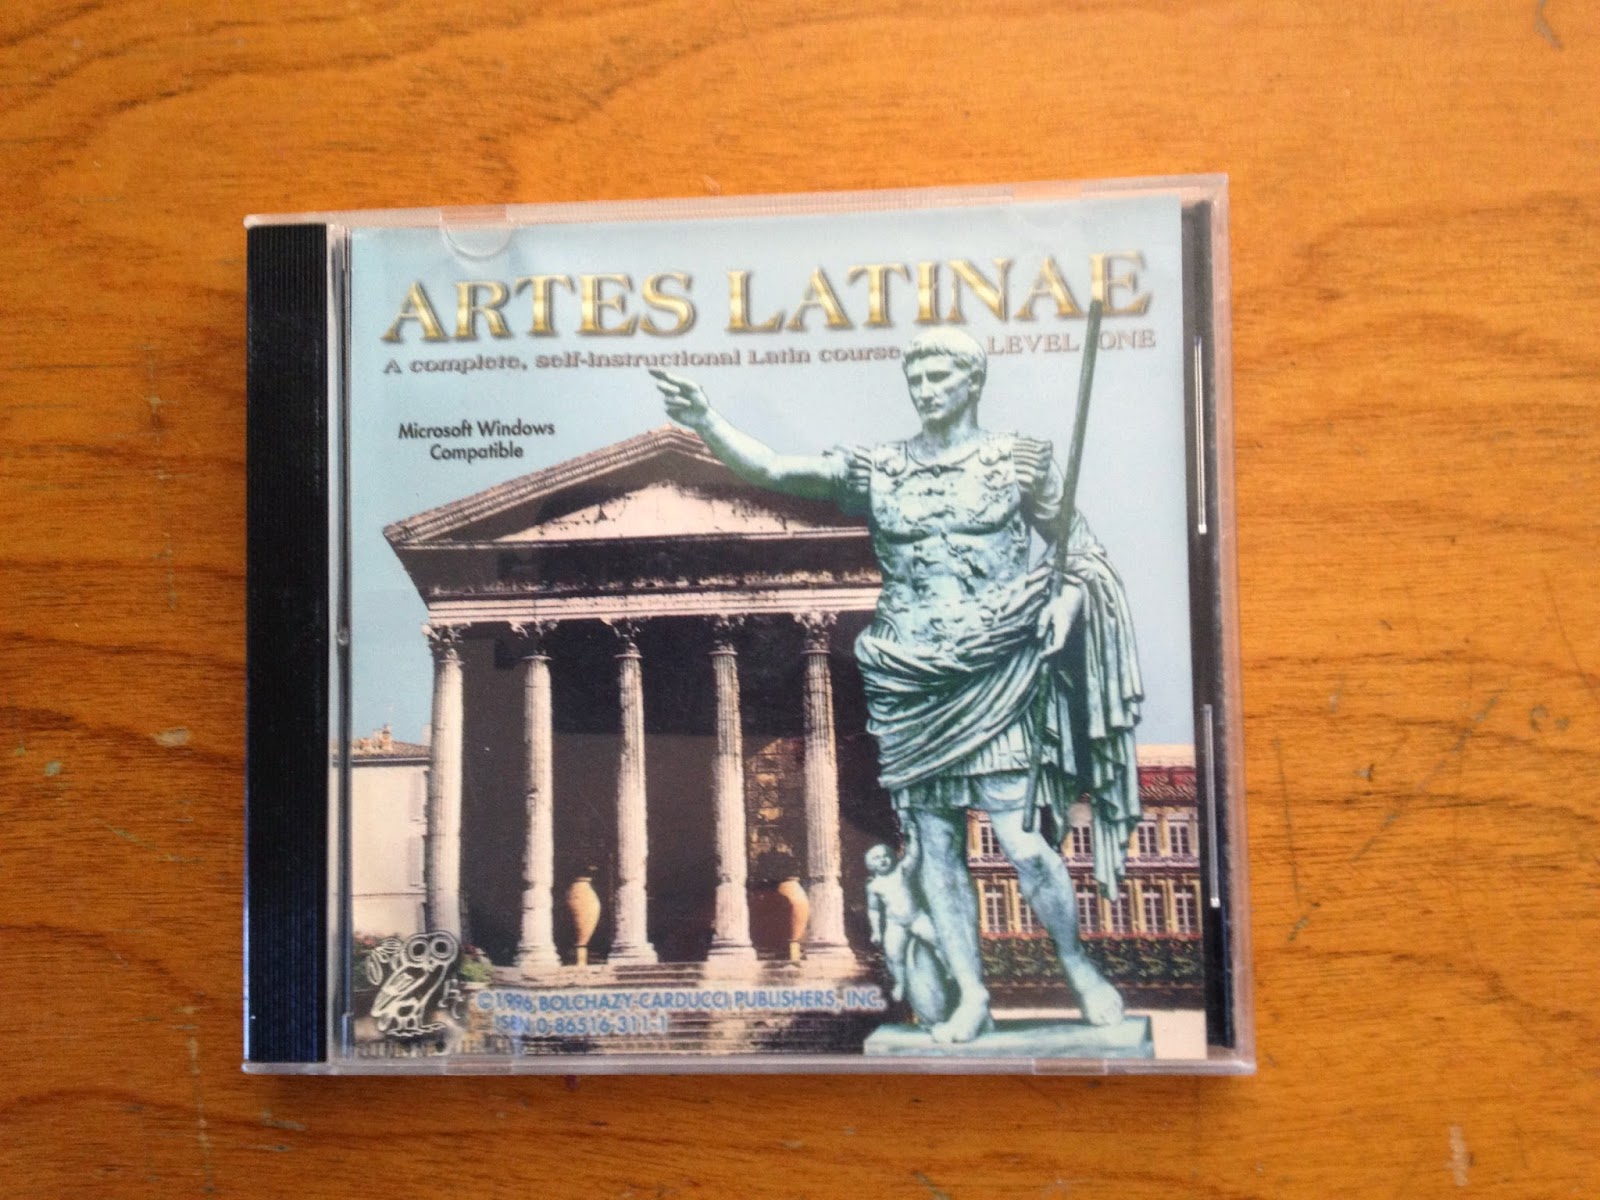 ARTES LATINAE
A complete, self-instructional Latin course LEVEL ONE
Microsoft Windows
Compatible
©1996, BOLCHAZY-CARDUCCI PUBLISHERS, INC.
ISBN 0-86516-311-1